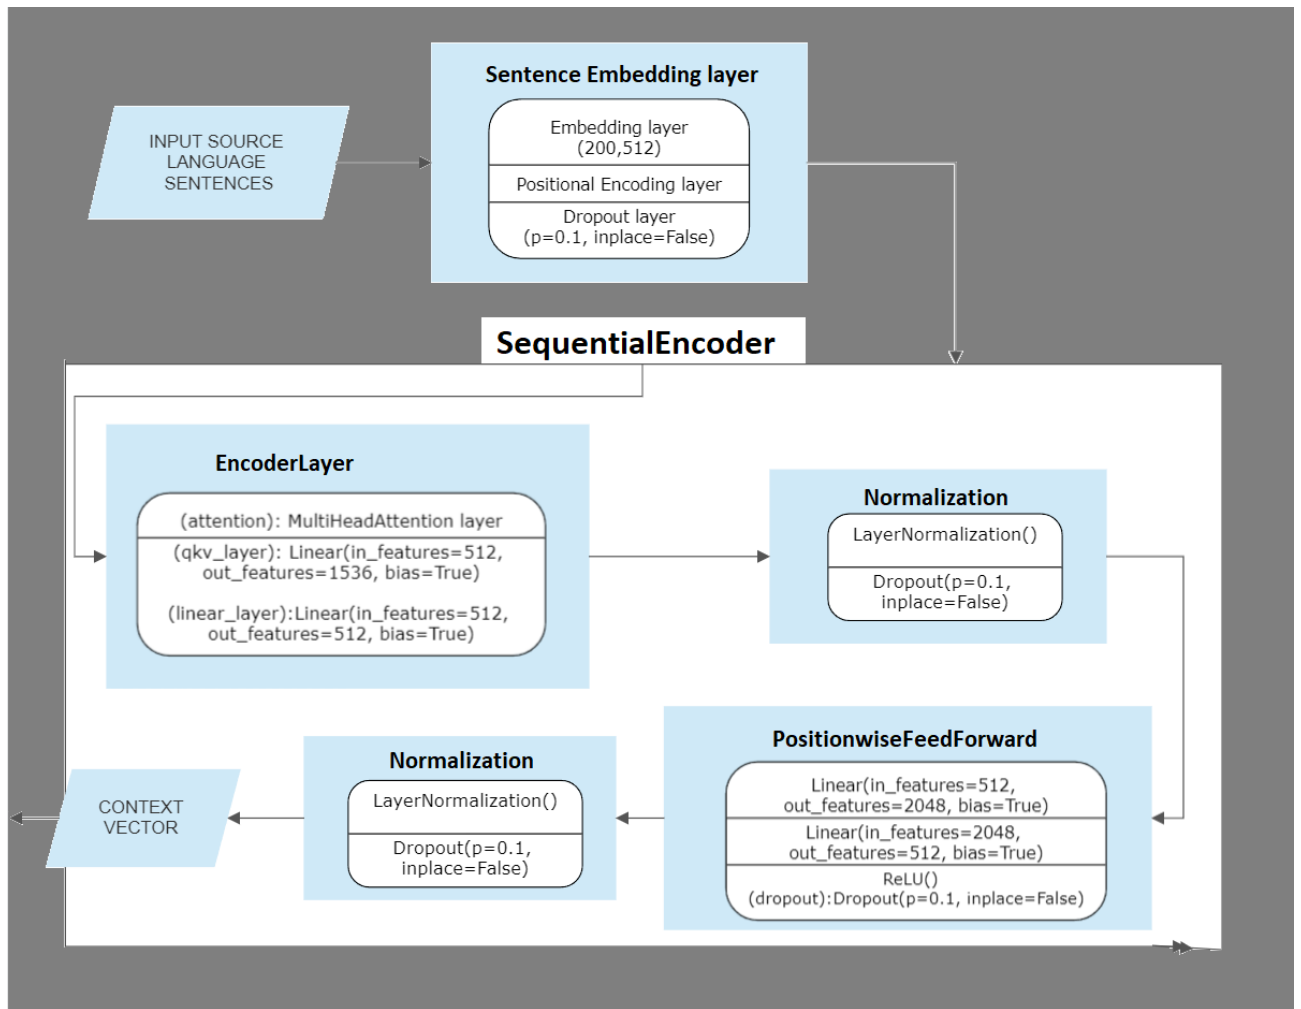 INPUT SOURCE
LANGUAGE
SENTENCES
Sentence Embedding layer
Embedding layer
(200,512)
Positional Encoding layer
Dropout layer
(p=0.1, inplace=False)
SequentialEncoder
EncoderLayer
(attention): MultiHeadAttention layer
(qkv_layer): Linear(in_features=512,
out_features=1536, bias=True)
(linear_layer):Linear(in_features=512,
out_features=512, bias=True)
Normalization
LayerNormalization()
Dropout(p=0.1,
inplace=False)
PositionwiseFeedForward
Linear(in_features=512,
out_features=2048, bias=True)
Linear(in_features=2048,
out_features=512, bias=True)
ReLU()
(dropout):Dropout(p=0.1, inplace=False)
Normalization
LayerNormalization()
Dropout(p=0.1,
inplace=False)
CONTEXT
VECTOR